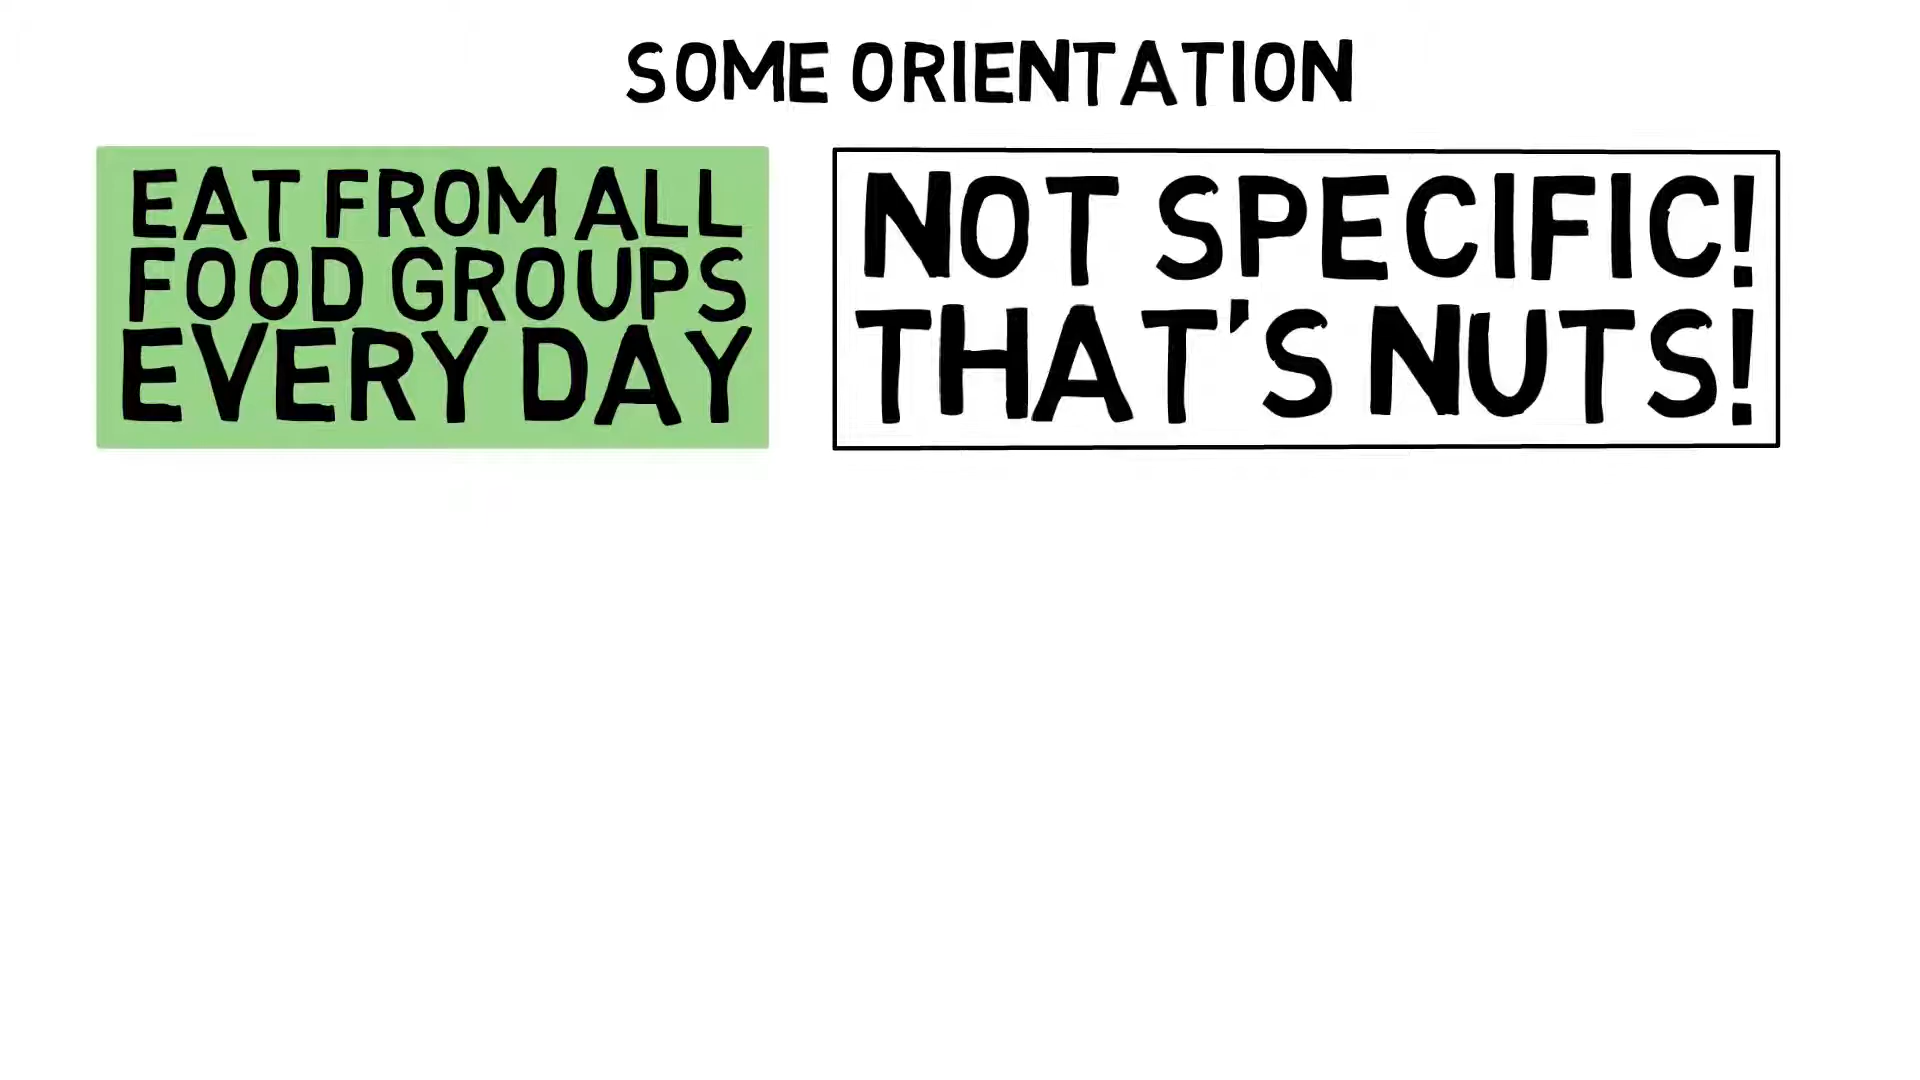 SOME ORIENTATION
EAT FROM ALL
FOOD GROUPS
EVERY DAY
NOT SPECIFIC!
THAT'S NUTS!